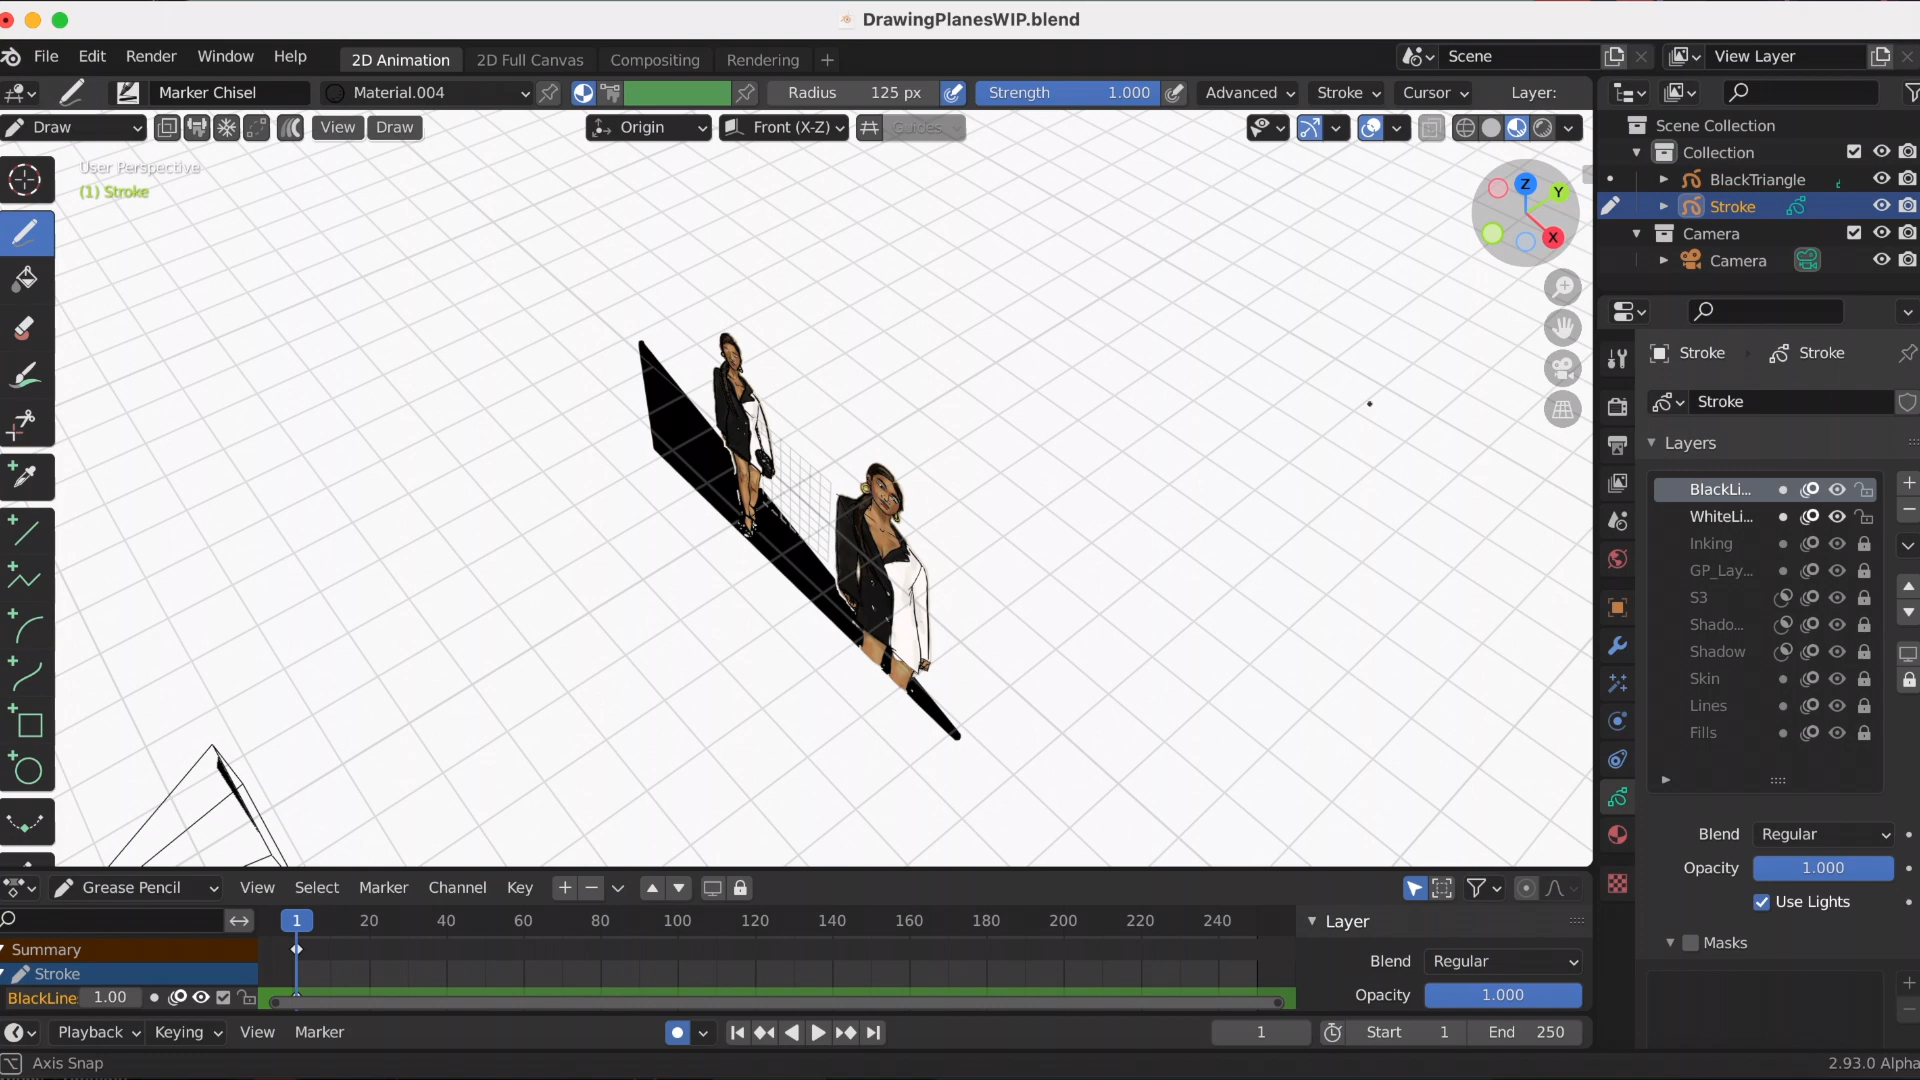 DrawingPlanesWIP.blend
File Edit Render Window Help 2D Animation 2D Full Canvas Compositing Rendering + Scene View Layer
Marker Chisel Material.004 Radius 125 px Strength 1.000 Advanced Stroke Cursor Layer:
Draw View Draw Origin Front (X-Z) Guides
User Perspective
(1) Stroke
Z
Y
X
Scene Collection
Collection
BlackTriangle
Stroke
Camera
Camera
Stroke Stroke
Stroke
Layers
BlackLi...
WhiteLi...
Inking
GP_Lay...
S3
Shado...
Shadow
Skin
Lines
Fills
Blend Regular
Opacity 1.000
Use Lights
Masks
Grease Pencil View Select Marker Channel Key
1 20 40 60 80 100 120 140 160 180 200 220 240
Summary
Stroke
BlackLine 1.00
Layer
Blend Regular
Opacity 1.000
Playback Keying View Marker 1 Start 1 End 250
Axis Snap 2.93.0 Alpha